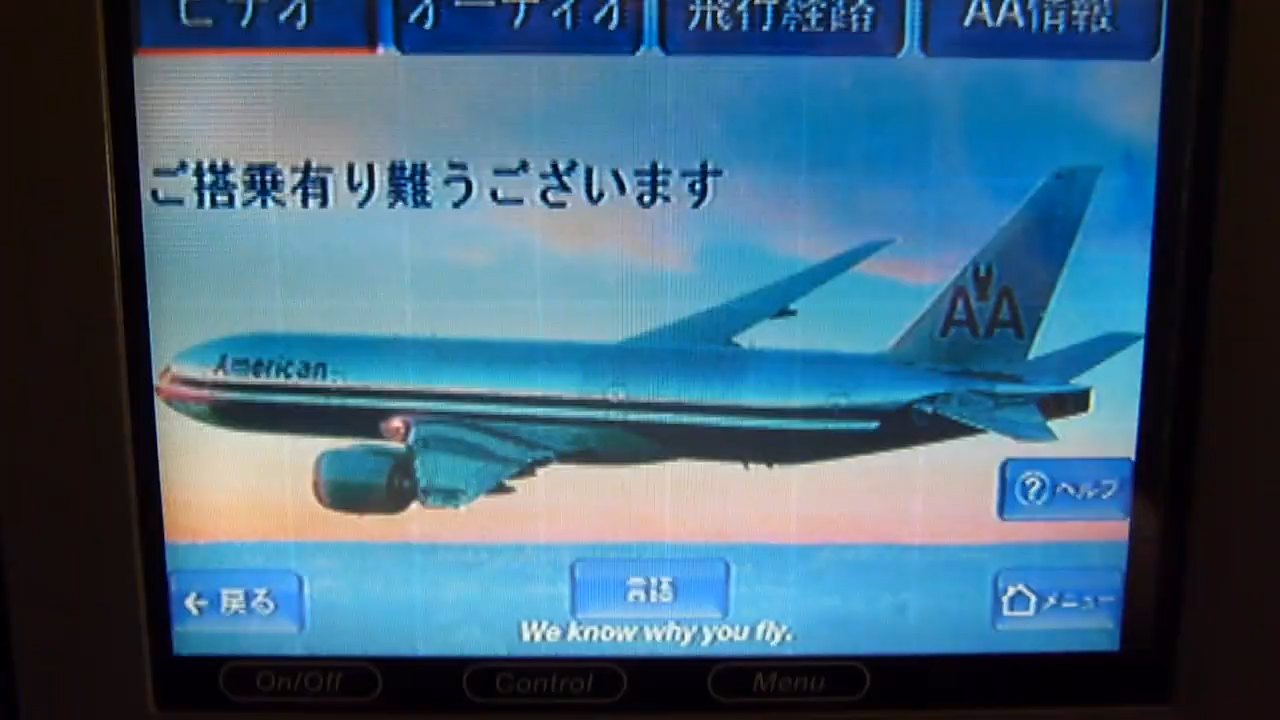 ビデオ
オーディオ
飛行経路
AA情報
ご搭乗有り難うございます
AA
American
ヘルプ
戻る
言語
メニュー
We know why you fly.
On/Off
Control
Menu